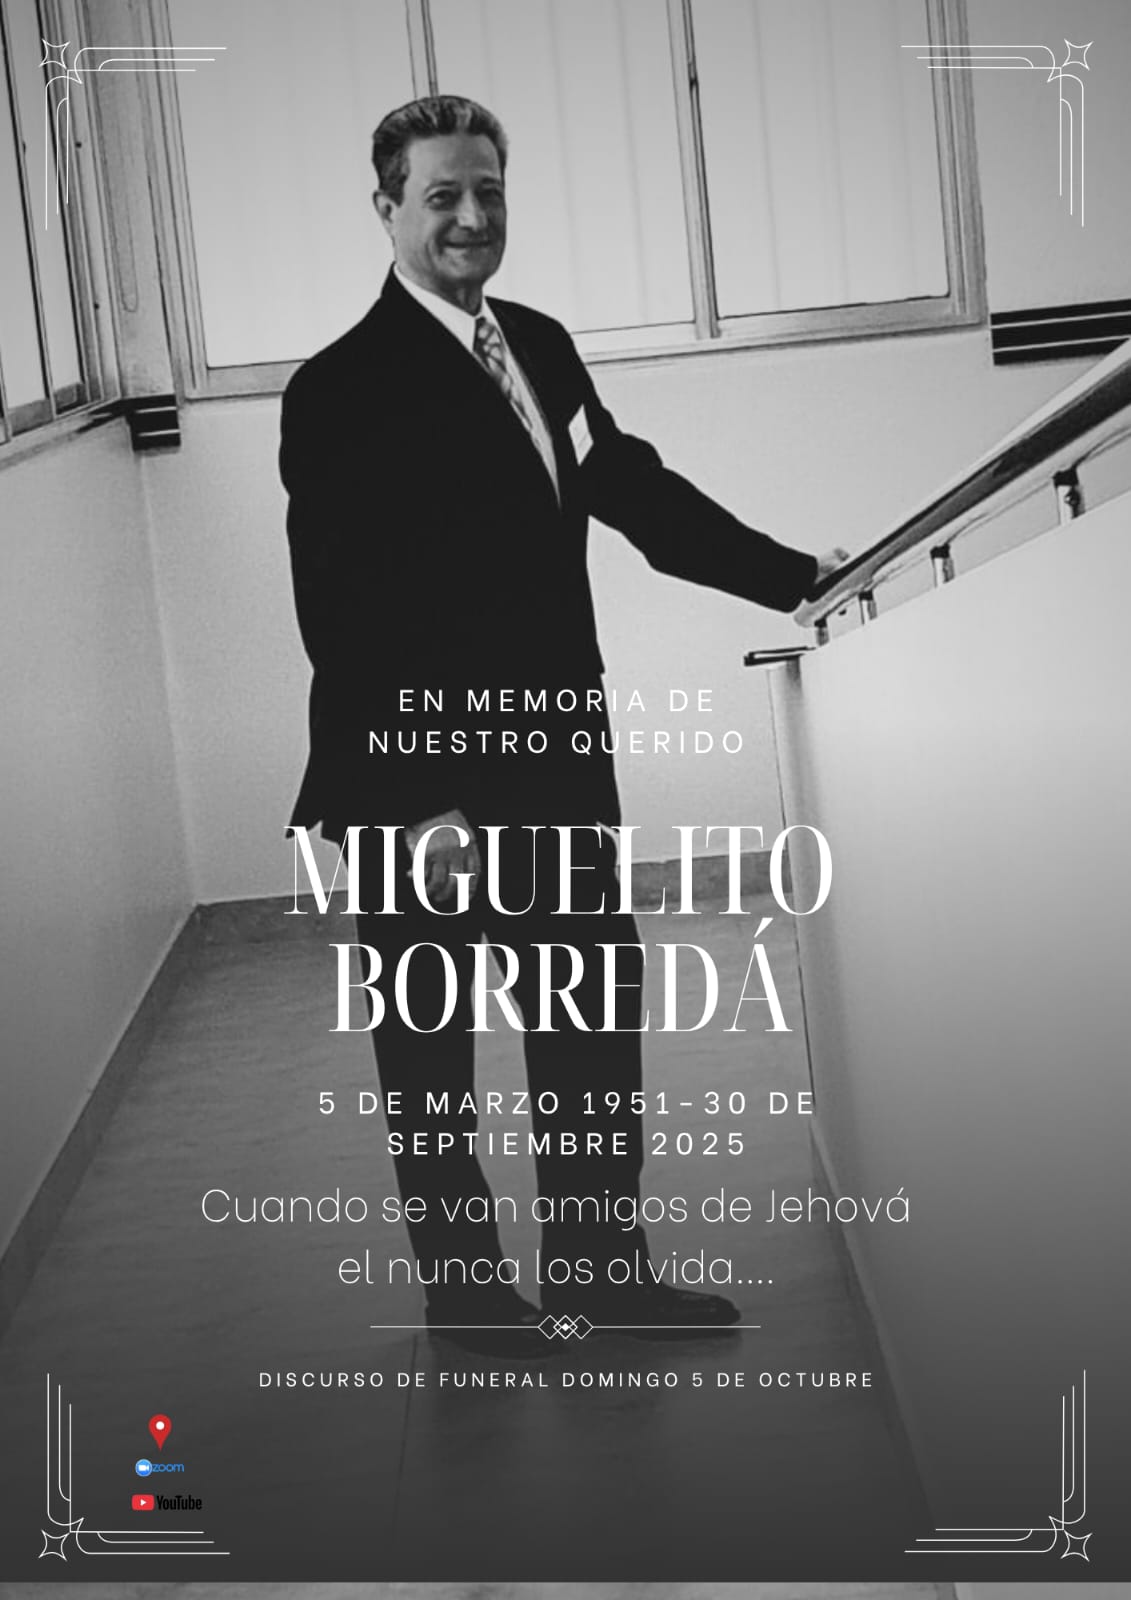 EN MEMORIA DE
NUESTRO QUERIDO
MIGUELITO
BORREDÁ
5 DE MARZO 1951-30 DE
SEPTIEMBRE 2025
Cuando se van amigos de Jehová
el nunca los olvida....
DISCURSO DE FUNERAL DOMINGO 5 DE OCTUBRE
zoom
YouTube